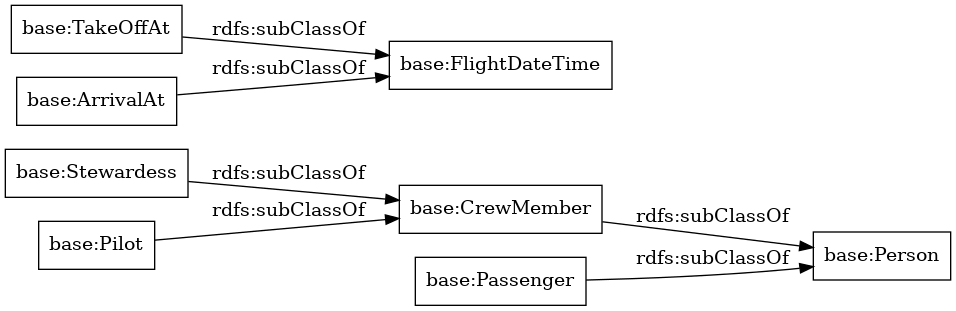 base:TakeOffAt
rdfs:subClassOf
base:FlightDateTime
rdfs:subClassOf
base:ArrivalAt
base:Stewardess
rdfs:subClassOf
base:CrewMember
rdfs:subClassOf
base:Pilot
rdfs:subClassOf
base:Person
rdfs:subClassOf
base:Passenger